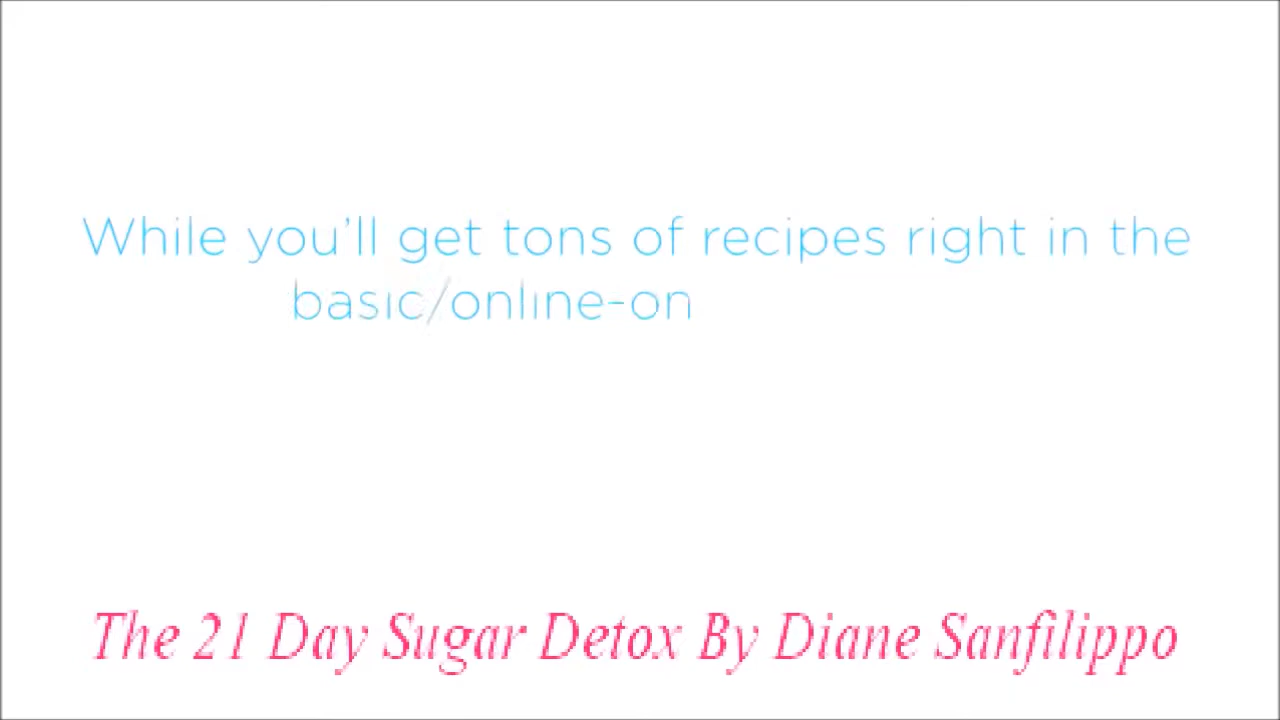 While you'll get tons of recipes right in the
basic/online-on
The 21 Day Sugar Detox By Diane Sanfilippo